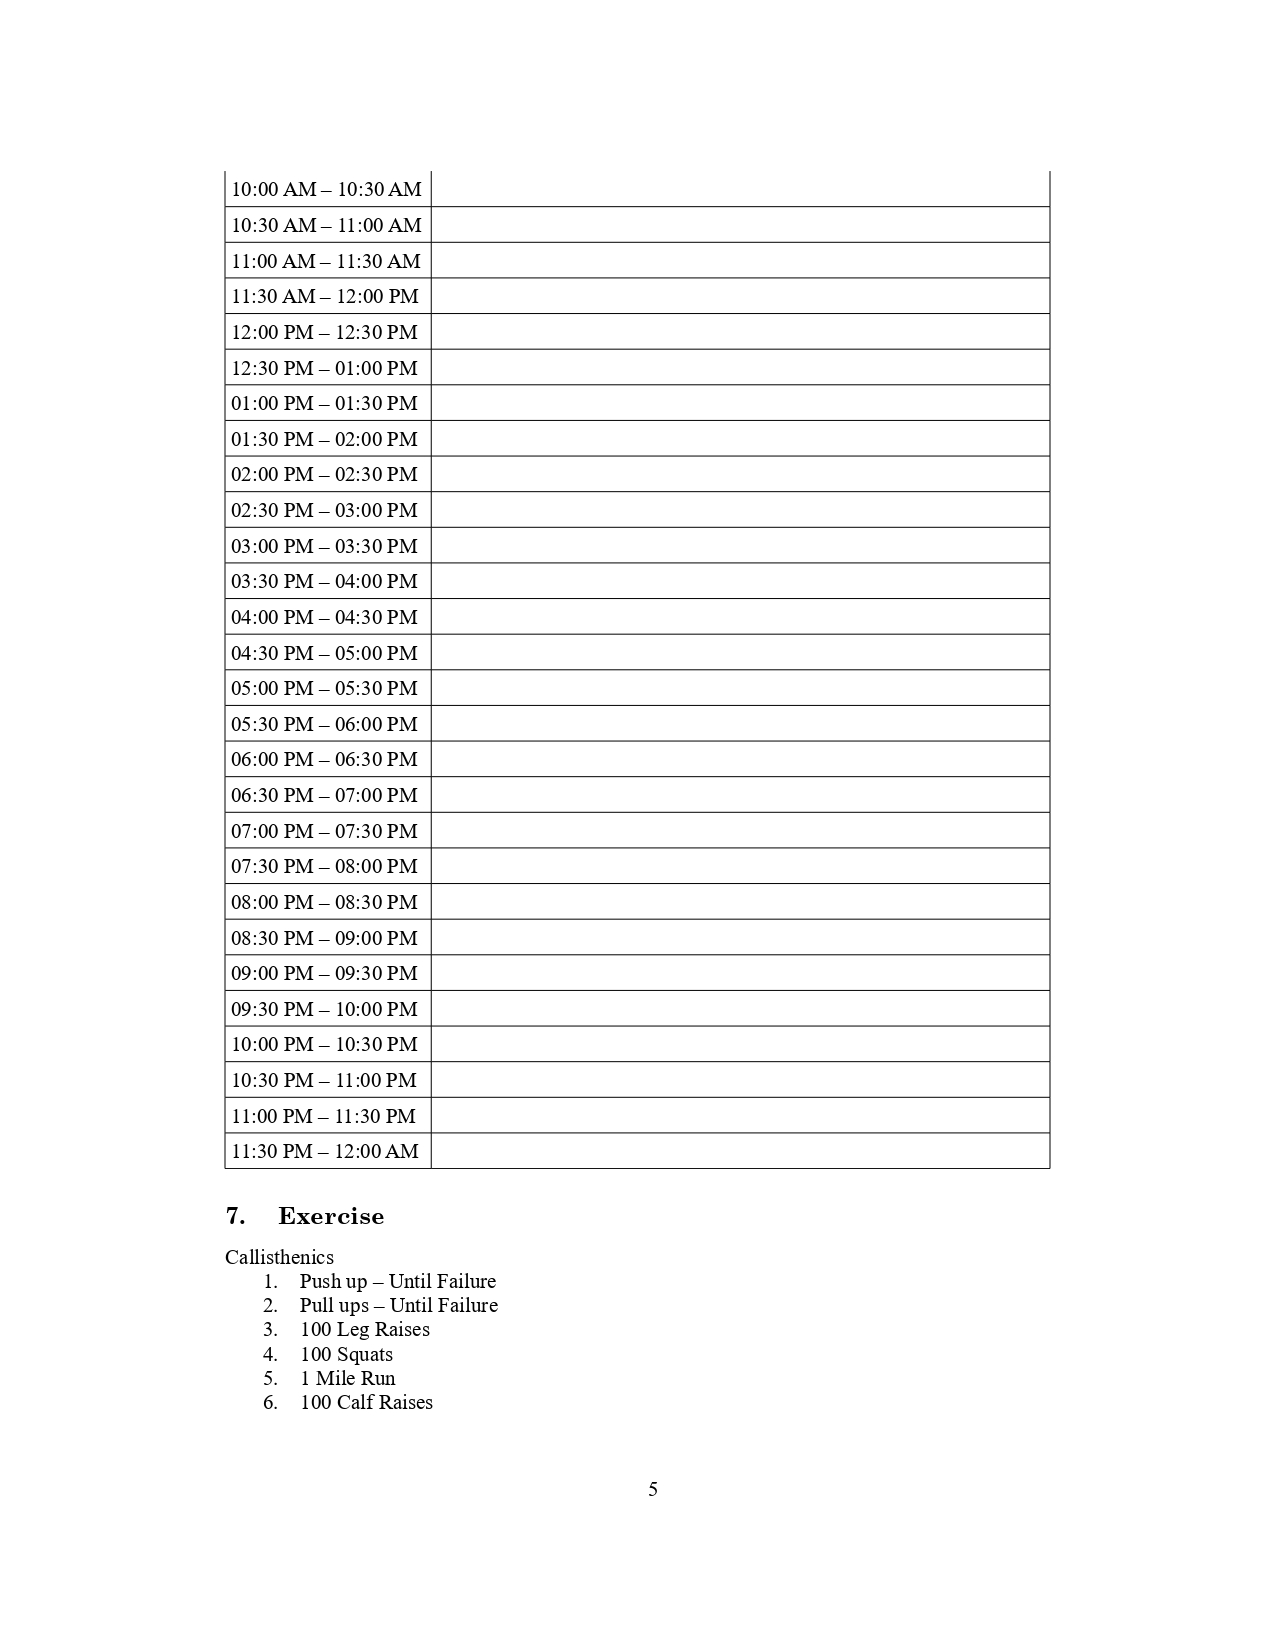 10:00 AM – 10:30 AM
10:30 AM – 11:00 AM
11:00 AM – 11:30 AM
11:30 AM – 12:00 PM
12:00 PM – 12:30 PM
12:30 PM – 01:00 PM
01:00 PM – 01:30 PM
01:30 PM – 02:00 PM
02:00 PM – 02:30 PM
02:30 PM – 03:00 PM
03:00 PM – 03:30 PM
03:30 PM – 04:00 PM
04:00 PM – 04:30 PM
04:30 PM – 05:00 PM
05:00 PM – 05:30 PM
05:30 PM – 06:00 PM
06:00 PM – 06:30 PM
06:30 PM – 07:00 PM
07:00 PM – 07:30 PM
07:30 PM – 08:00 PM
08:00 PM – 08:30 PM
08:30 PM – 09:00 PM
09:00 PM – 09:30 PM
09:30 PM – 10:00 PM
10:00 PM – 10:30 PM
10:30 PM – 11:00 PM
11:00 PM – 11:30 PM
11:30 PM – 12:00 AM
7. Exercise
Callisthenics
1. Push up – Until Failure
2. Pull ups – Until Failure
3. 100 Leg Raises
4. 100 Squats
5. 1 Mile Run
6. 100 Calf Raises
5